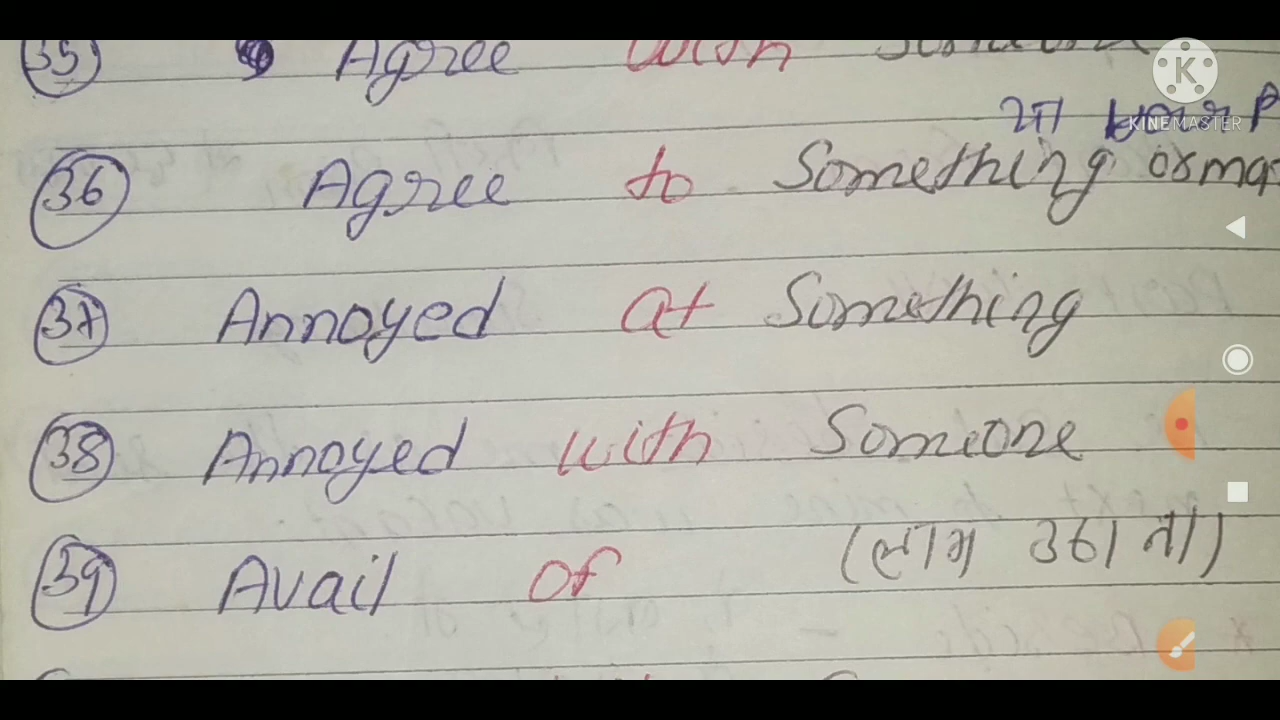 35 Agree with
या
KINEMASTER
36 Agree to Something or
37 Annoyed at Something
38 Annoyed with Someone
39 Avail of (लाभ उठाना)